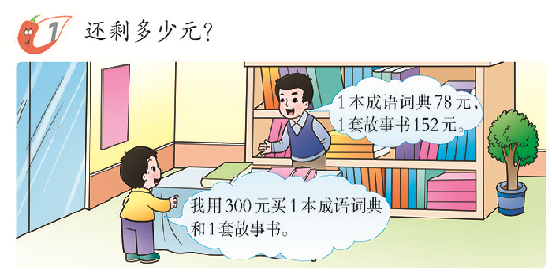 1 还剩多少元?
1本成语词典78元,
1套故事书152元。
我用300元买1本成语词典
和1套故事书。